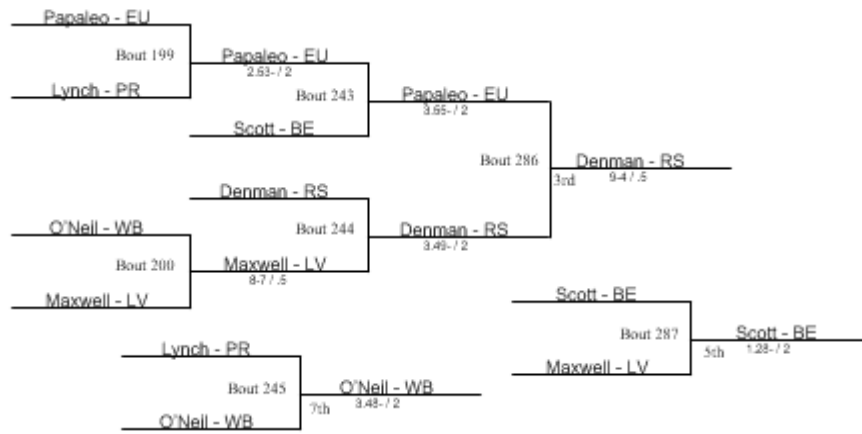 Papaleo - EU
Bout 199
Lynch - PR
Papaleo - EU
2.53- / 2
Bout 243
Scott - BE
Papaleo - EU
3.55- / 2
Bout 286
Denman - RS
9-4 / .5
3rd
Denman - RS
Bout 244
Maxwell - LV
8-7 / .5
Denman - RS
3.49- / 2
O'Neil - WB
Bout 200
Maxwell - LV
Scott - BE
Bout 287
Maxwell - LV
Scott - BE
1.28- / 2
5th
Lynch - PR
Bout 245
O'Neil - WB
O'Neil - WB
3.48- / 2
7th